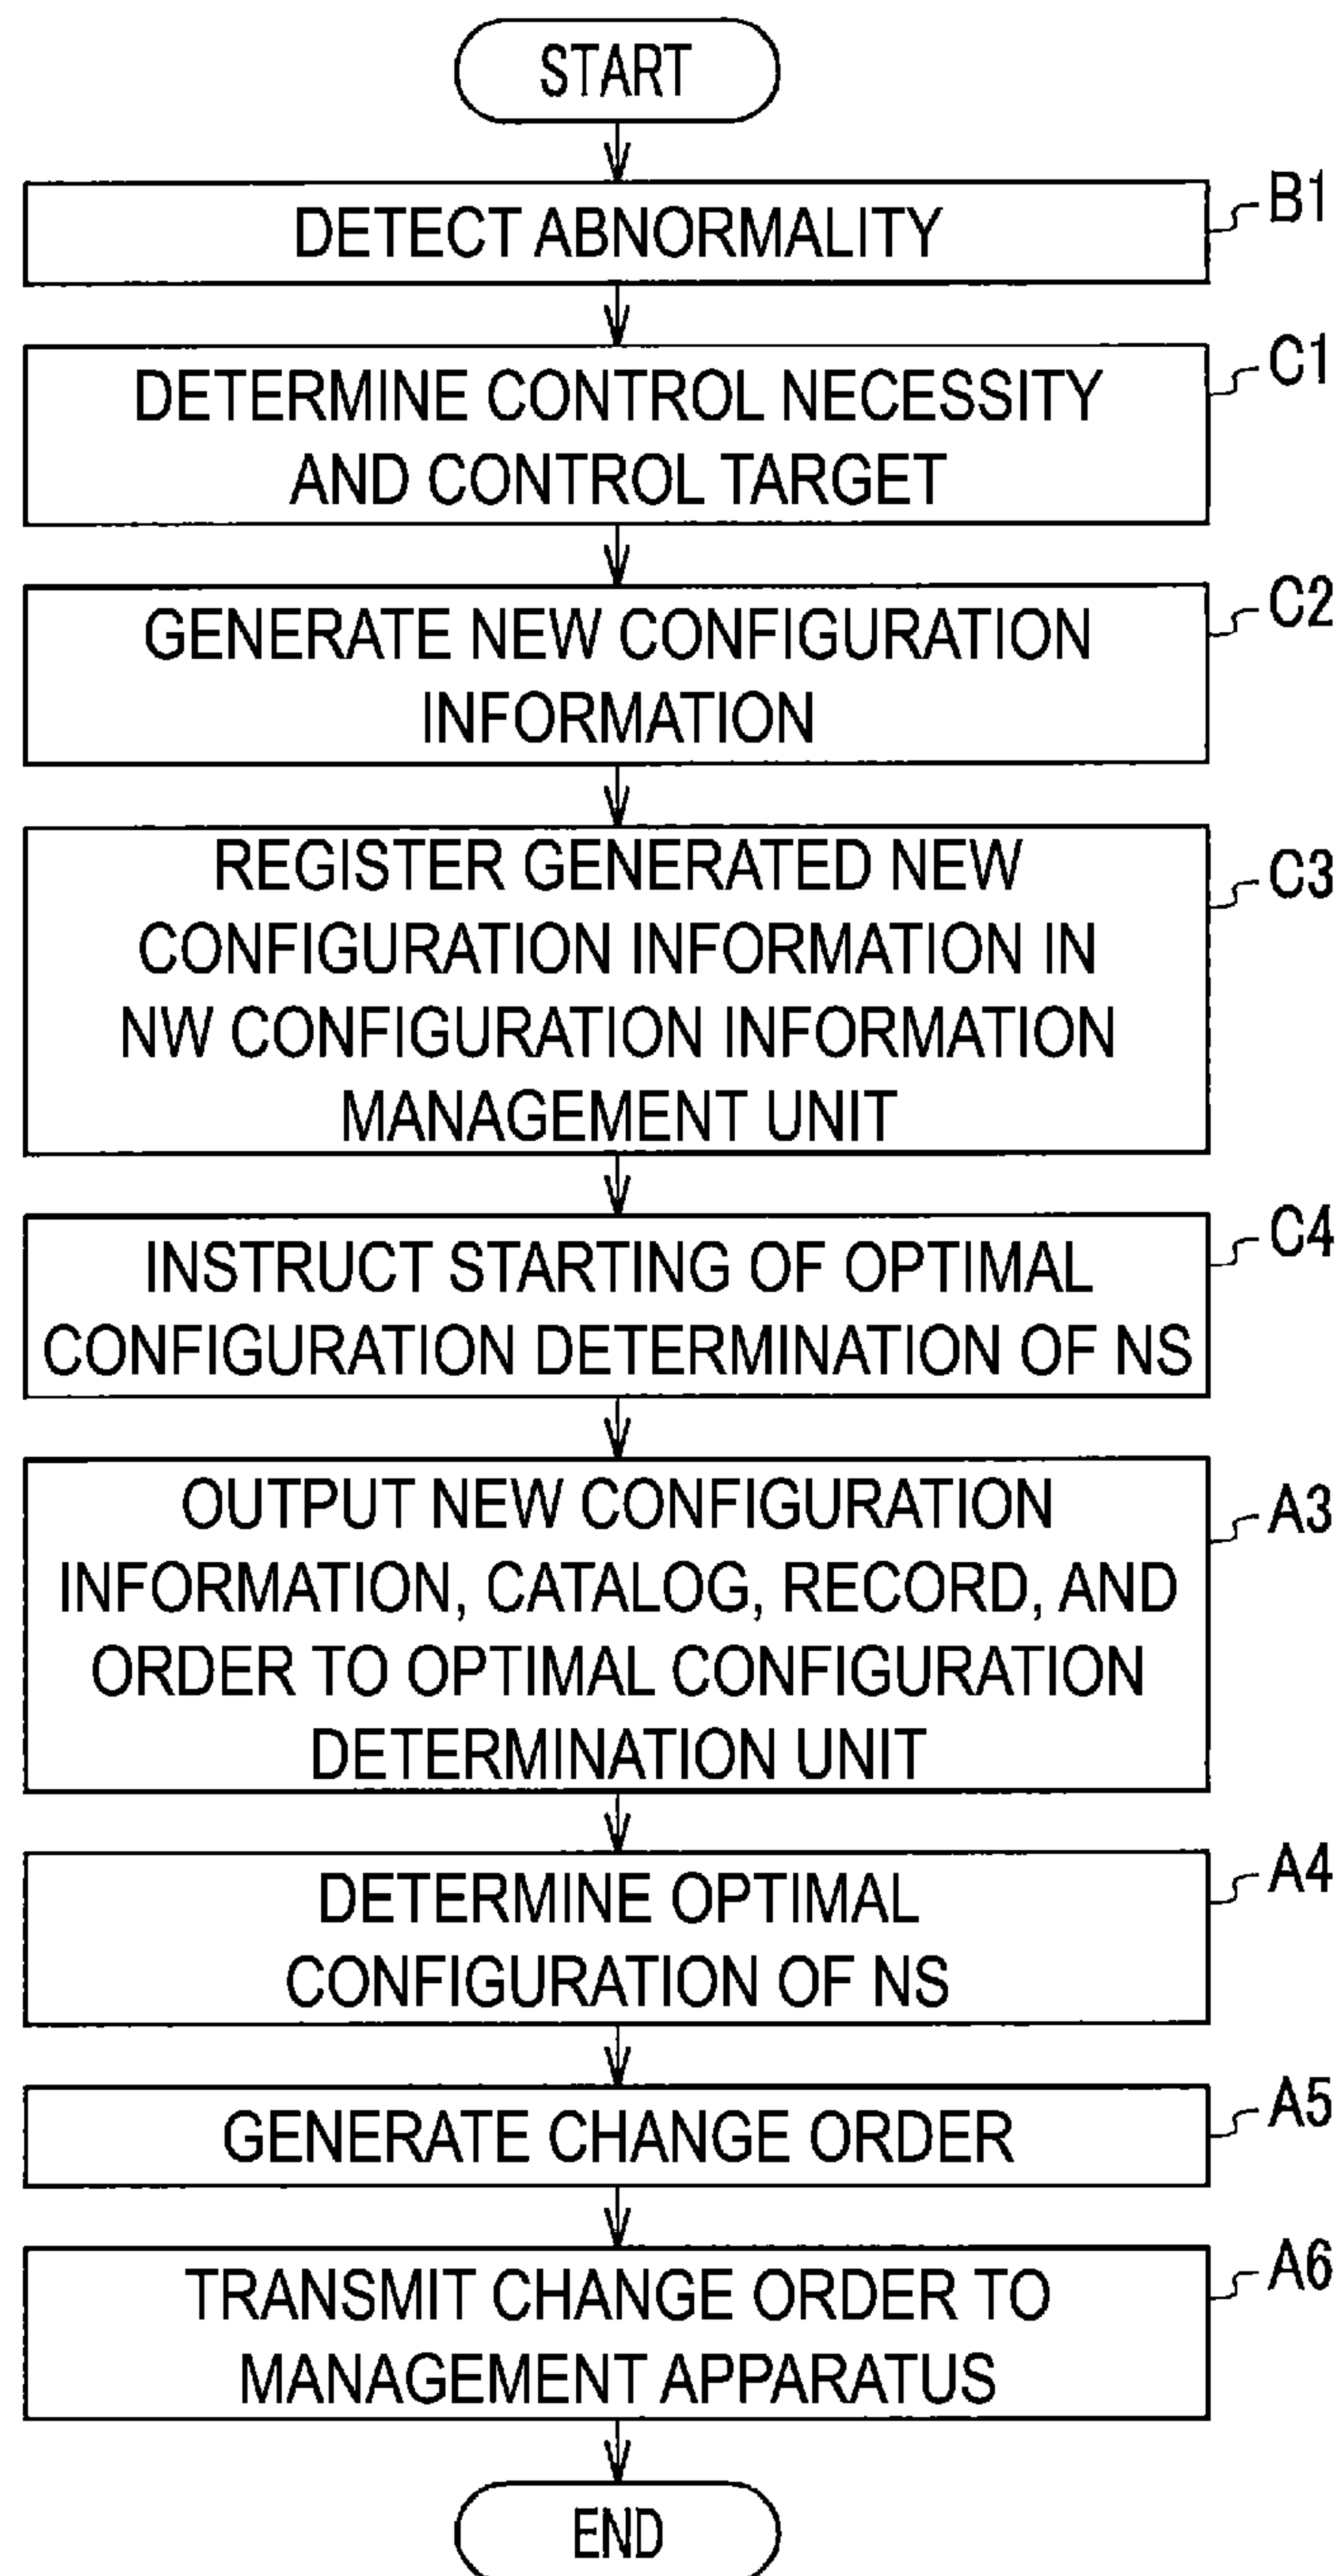 START
DETECT ABNORMALITY
B1
DETERMINE CONTROL NECESSITY
AND CONTROL TARGET
C1
GENERATE NEW CONFIGURATION
INFORMATION
C2
REGISTER GENERATED NEW
CONFIGURATION INFORMATION IN
NW CONFIGURATION INFORMATION
MANAGEMENT UNIT
C3
INSTRUCT STARTING OF OPTIMAL
CONFIGURATION DETERMINATION OF NS
C4
OUTPUT NEW CONFIGURATION
INFORMATION, CATALOG, RECORD, AND
ORDER TO OPTIMAL CONFIGURATION
DETERMINATION UNIT
A3
DETERMINE OPTIMAL
CONFIGURATION OF NS
A4
GENERATE CHANGE ORDER
A5
TRANSMIT CHANGE ORDER TO
MANAGEMENT APPARATUS
A6
END